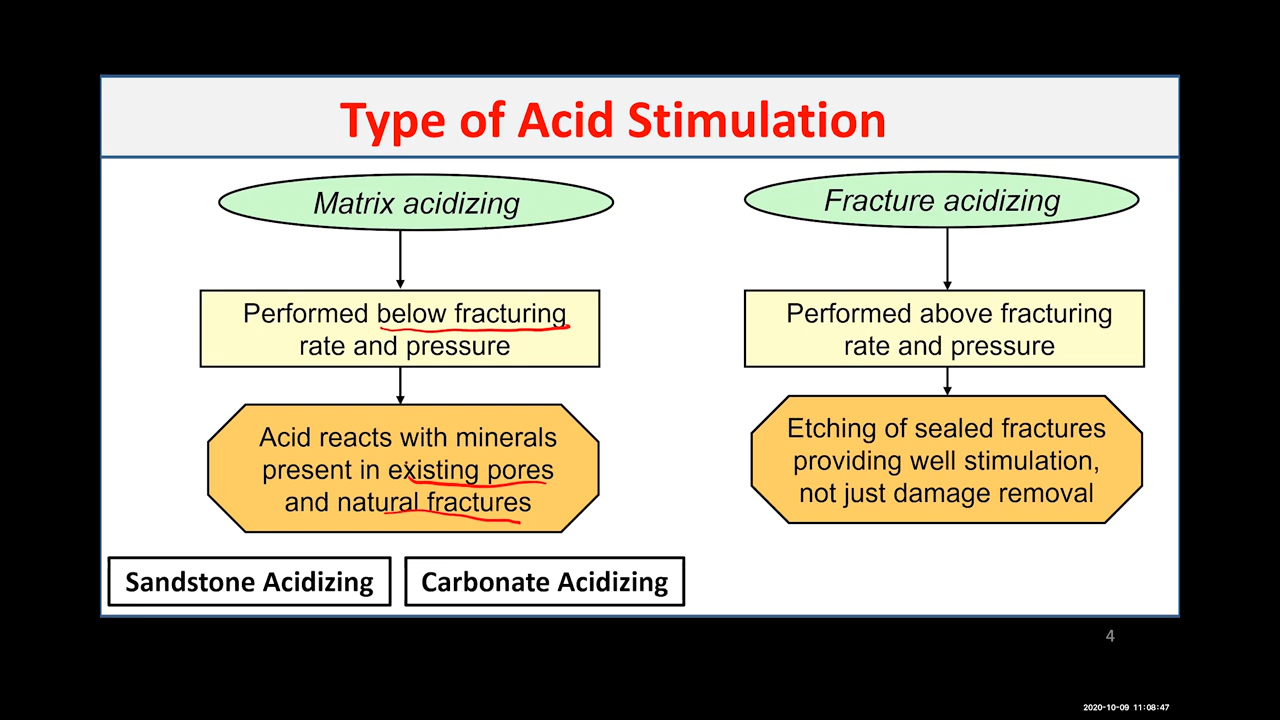 Type of Acid Stimulation
Matrix acidizing
Performed below fracturing
rate and pressure
Acid reacts with minerals
present in existing pores
and natural fractures
Fracture acidizing
Performed above fracturing
rate and pressure
Etching of sealed fractures
providing well stimulation,
not just damage removal
Sandstone Acidizing
Carbonate Acidizing
4
2020-10-09 11:08:47